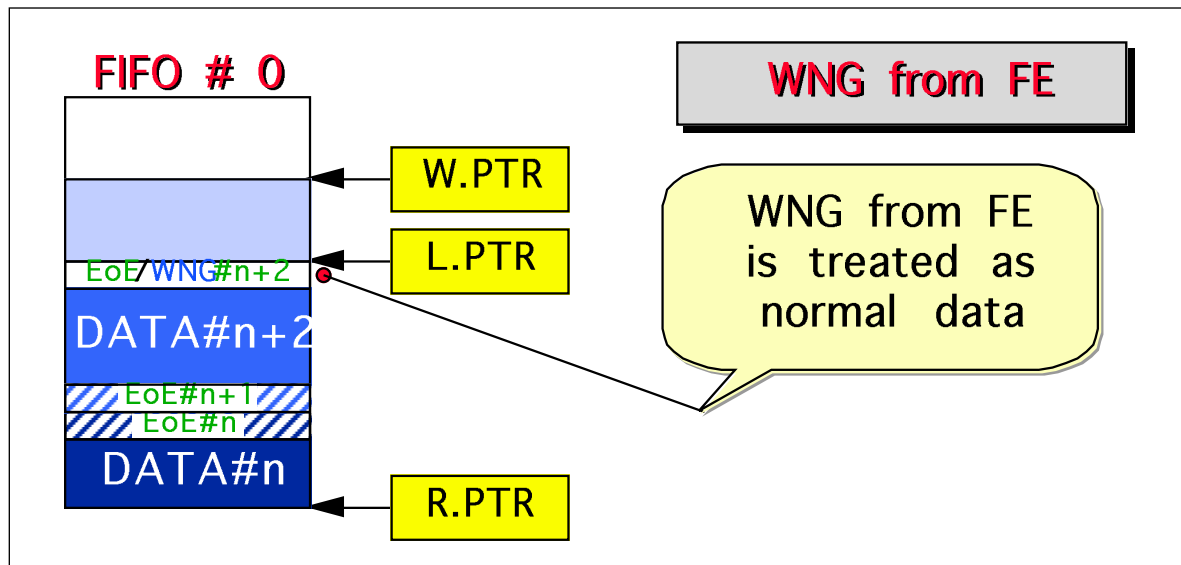 FIFO # 0
WNG from FE
W.PTR
WNG from FE
is treated as
normal data
L.PTR
EoE/WNG#n+2
DATA#n+2
EoE#n+1
EoE#n
DATA#n
R.PTR